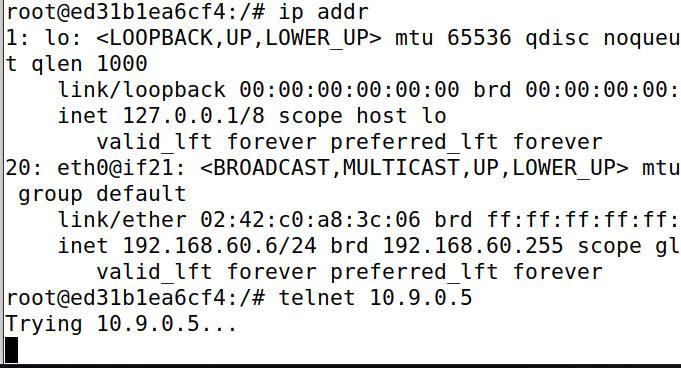 root@ed31b1ea6cf4:/# ip addr
1: lo: <LOOPBACK,UP,LOWER_UP> mtu 65536 qdisc noqueu
t qlen 1000
    link/loopback 00:00:00:00:00:00 brd 00:00:00:00:
    inet 127.0.0.1/8 scope host lo
       valid_lft forever preferred_lft forever
20: eth0@if21: <BROADCAST,MULTICAST,UP,LOWER_UP> mtu
 group default
    link/ether 02:42:c0:a8:3c:06 brd ff:ff:ff:ff:ff:
    inet 192.168.60.6/24 brd 192.168.60.255 scope gl
       valid_lft forever preferred_lft forever
root@ed31b1ea6cf4:/# telnet 10.9.0.5
Trying 10.9.0.5...